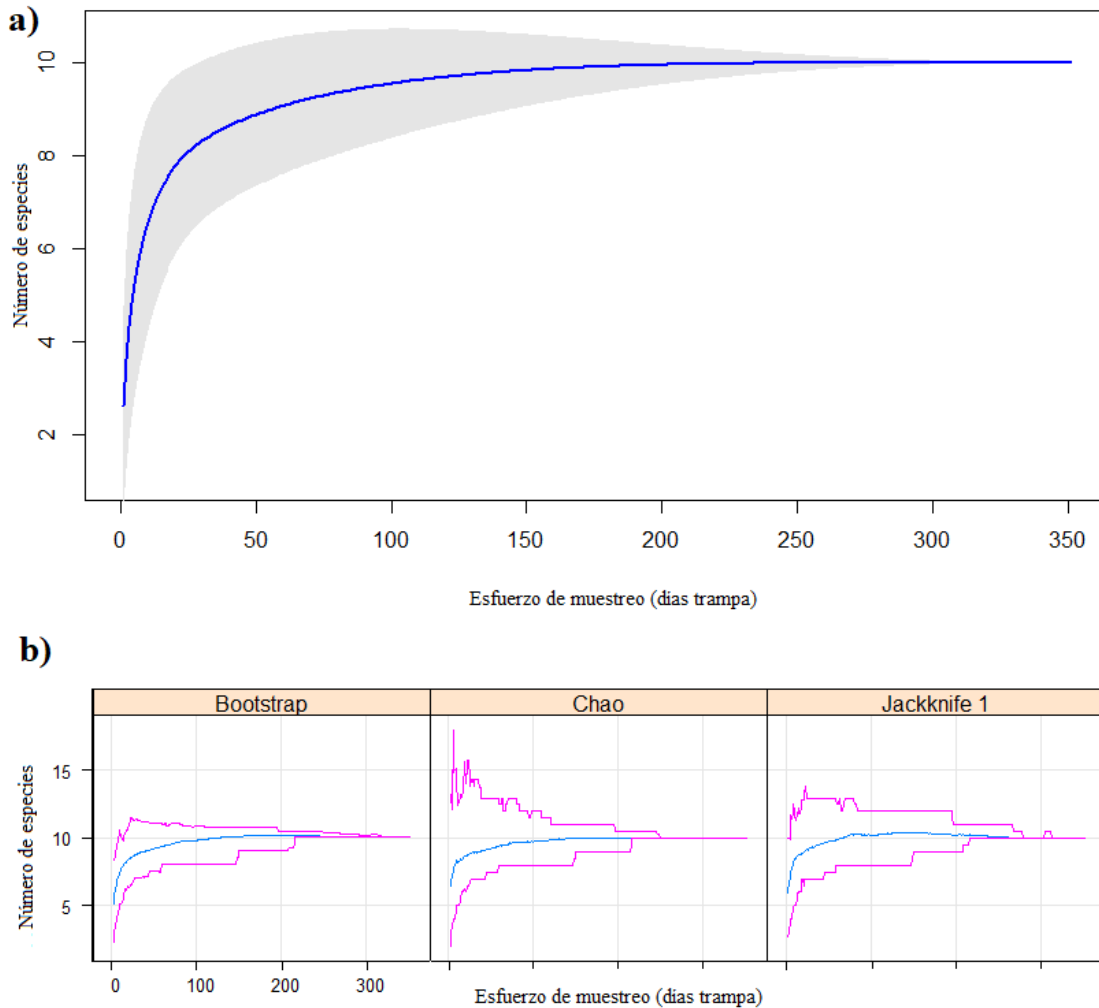 a)
Número de especies
10
8
6
4
2
0 50 100 150 200 250 300 350
Esfuerzo de muestreo (dias trampa)
b)
Bootstrap Chao Jackknife 1
Número de especies
15
10
5
0 100 200 300
Esfuerzo de muestreo (dias trampa)